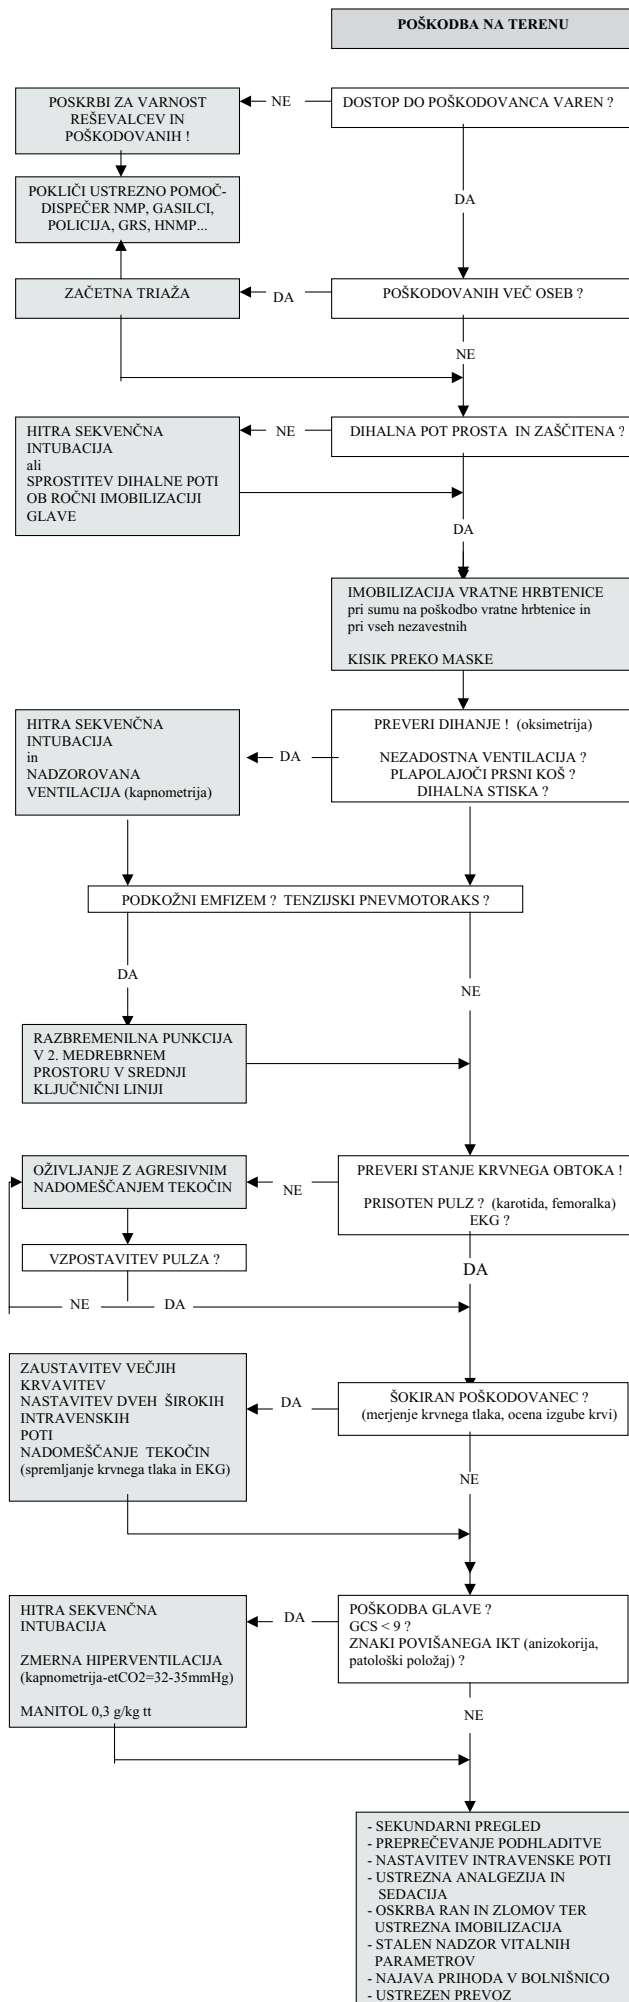 POŠKODBA NA TERENU
POSKRBI ZA VARNOST
REŠEVALCEV IN
POŠKODOVANIH !
NE
DOSTOP DO POŠKODOVANCA VAREN ?
POKLIČI USTREZNO POMOČ-
DISPEČER NMP, GASILCI,
POLICIJA, GRS, HNMP...
DA
ZAČETNA TRIAŽA
DA
POŠKODOVANIH VEČ OSEB ?
NE
HITRA SEKVENČNA
INTUBACIJA
ali
SPROSTITEV DIHALNE POTI
OB ROČNI IMOBILIZACIJI
GLAVE
NE
DIHALNA POT PROSTA IN ZAŠČITENA ?
DA
IMOBILIZACIJA VRATNE HRBTENICE
pri sumu na poškodbo vratne hrbtenice in
pri vseh nezavestnih
KISIK PREKO MASKE
HITRA SEKVENČNA
INTUBACIJA
in
NADZOROVANA
VENTILACIJA (kapnometrija)
DA
PREVERI DIHANJE ! (oksimetrija)
NEZADOSTNA VENTILACIJA ?
PLAPOLAJOČI PRSNI KOŠ ?
DIHALNA STISKA ?
PODKOŽNI EMFIZEM ? TENZIJSKI PNEVMOTORAKS ?
DA
NE
RAZBREMENILNA PUNKCIJA
V 2. MEDREBRNEM
PROSTORU V SREDNJI
KLJUČNIČNI LINIJI
OŽIVLJANJE Z AGRESIVNIM
NADOMEŠČANJEM TEKOČIN
NE
PREVERI STANJE KRVNEGA OBTOKA !
PRISOTEN PULZ ? (karotida, femoralka)
EKG ?
VZPOSTAVITEV PULZA ?
DA
NE
DA
ZAUSTAVITEV VEČJIH
KRVAVITEV
NASTAVITEV DVEH ŠIROKIH
INTRAVENSKIH
POTI
NADOMEŠČANJE TEKOČIN
(spremljanje krvnega tlaka in EKG)
DA
ŠOKIRAN POŠKODOVANEC ?
(merjenje krvnega tlaka, ocena izgube krvi)
NE
HITRA SEKVENČNA
INTUBACIJA
ZMERNA HIPERVENTILACIJA
(kapnometrija-etCO2=32-35mmHg)
MANITOL 0,3 g/kg tt
DA
POŠKODBA GLAVE ?
GCS < 9 ?
ZNAKI POVIŠANEGA IKT (anizokorija,
patološki položaj) ?
NE
- SEKUNDARNI PREGLED
- PREPREČEVANJE PODHLADITVE
- NASTAVITEV INTRAVENSKE POTI
- USTREZNA ANALGEZIJA IN
SEDACIJA
- OSKRBA RAN IN ZLOMOV TER
USTREZNA IMOBILIZACIJA
- STALEN NADZOR VITALNIH
PARAMETROV
- NAJAVA PRIHODA V BOLNIŠNICO
- USTREZEN PREVOZ